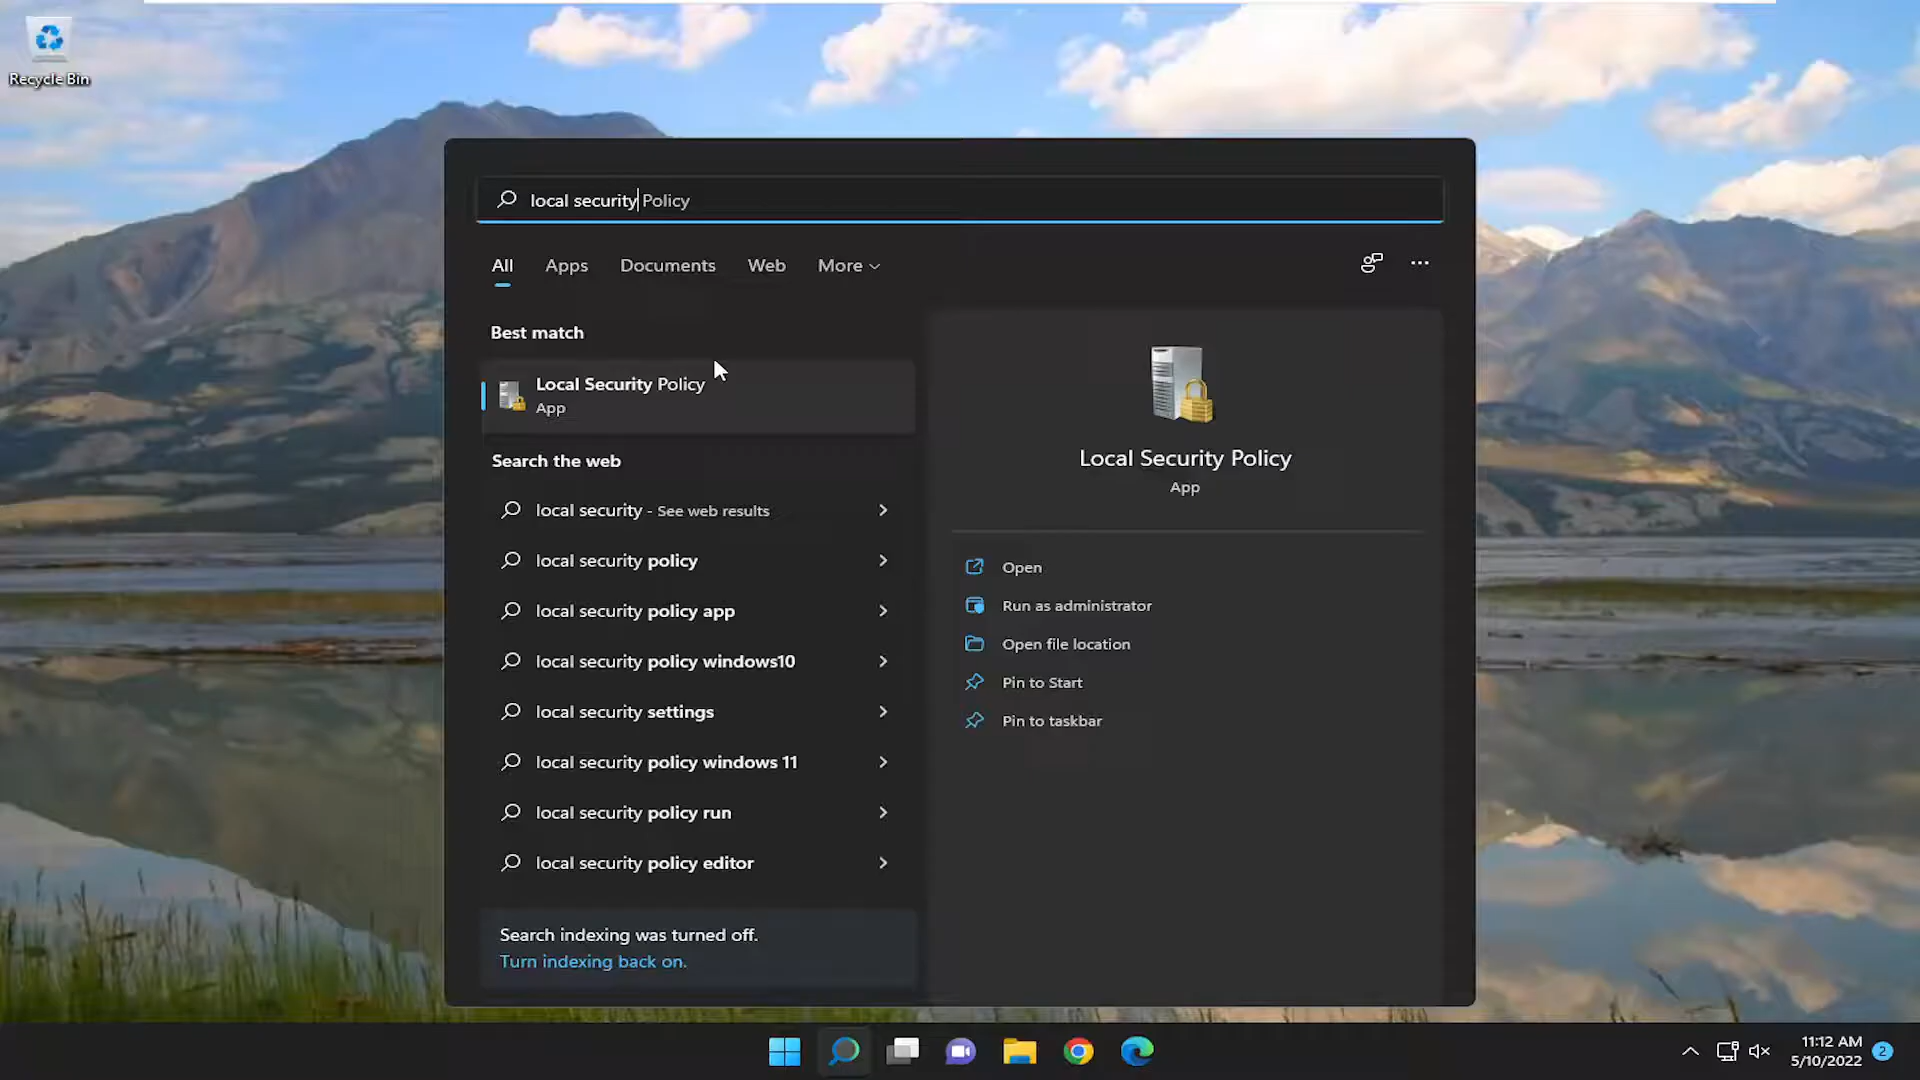 Recycle Bin
local security Policy
All Apps Documents Web More
Best match
Local Security Policy
App
Search the web
local security - See web results
local security policy
local security policy app
local security policy windows10
local security settings
local security policy windows 11
local security policy run
local security policy editor
Search indexing was turned off.
Turn indexing back on.
Local Security Policy
App
Open
Run as administrator
Open file location
Pin to Start
Pin to taskbar
11:12 AM
5/10/2022
2